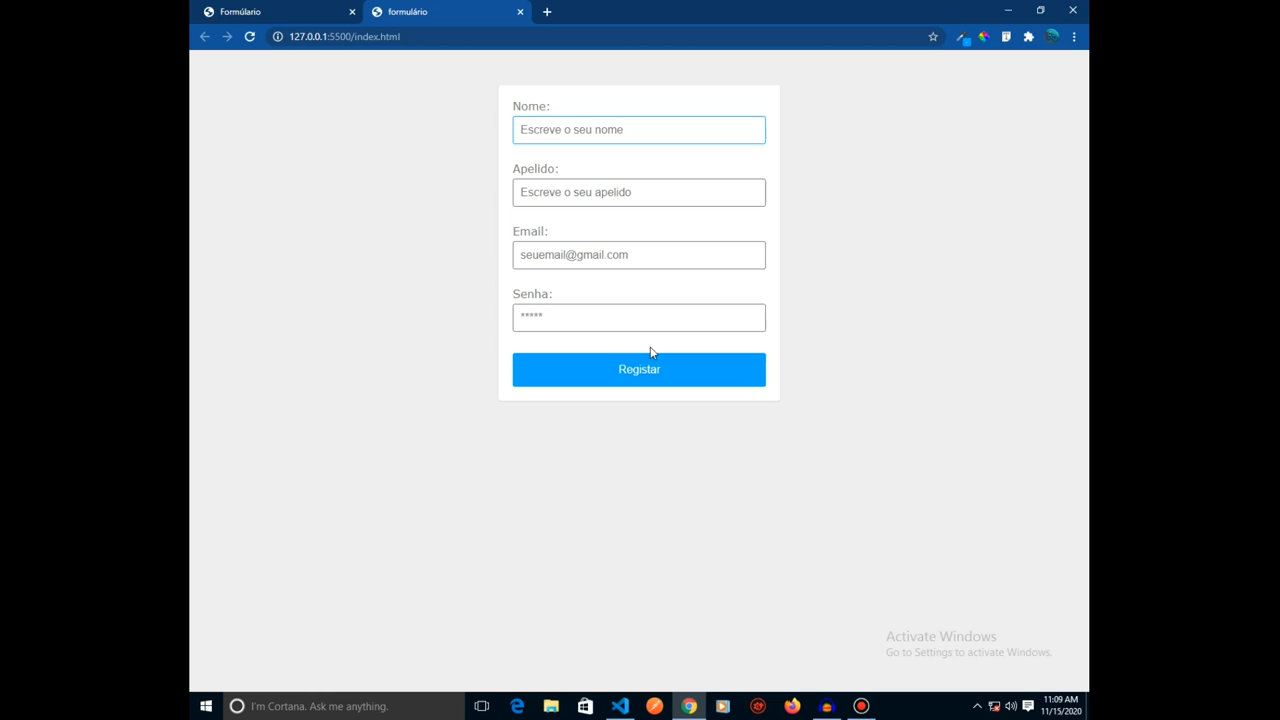 Formúlario
formulário
127.0.0.1:5500/index.html
Nome:
Escreve o seu nome
Apelido:
Escreve o seu apelido
Email:
seuemail@gmail.com
Senha:
*****
Registar
Activate Windows
Go to Settings to activate Windows.
I'm Cortana. Ask me anything.
11:09 AM
11/15/2020